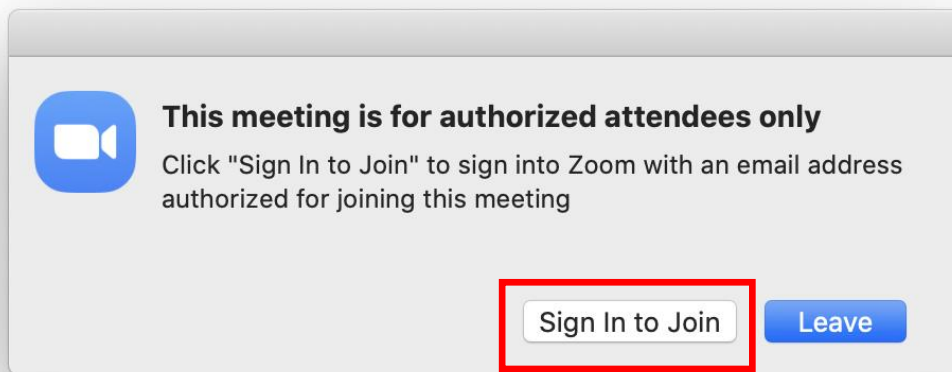 This meeting is for authorized attendees only
Click "Sign In to Join" to sign into Zoom with an email address
authorized for joining this meeting
Sign In to Join Leave